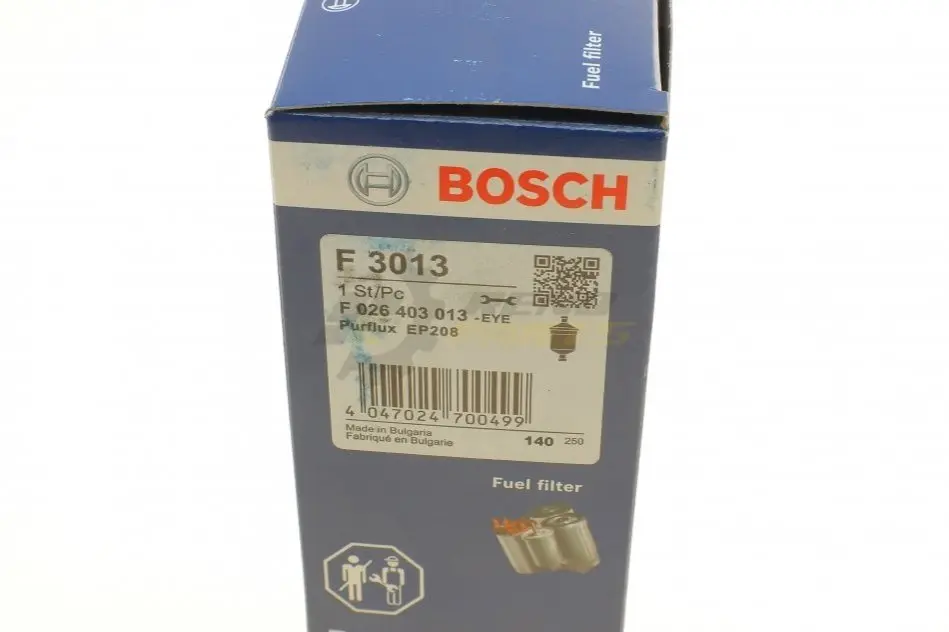 Fuel filter
BOSCH
F 3013
1 St/Pc
F 026 403 013 -EYE
Purflux EP208
4 047024 700499
Made in Bulgaria
Fabriqué en Bulgarie
140 250
Fuel filter